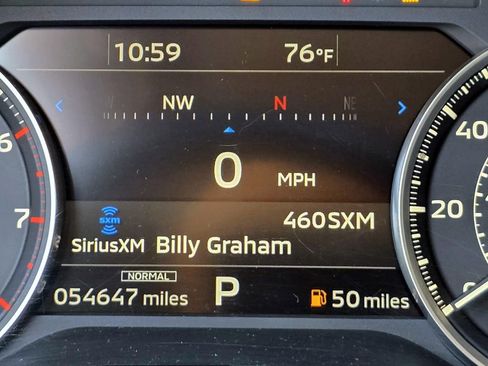 10:59 76°F
W NW N NE
6 40
0 MPH
7 sxm 460SXM 20
SiriusXM Billy Graham
NORMAL
054647 miles P 50 miles 0